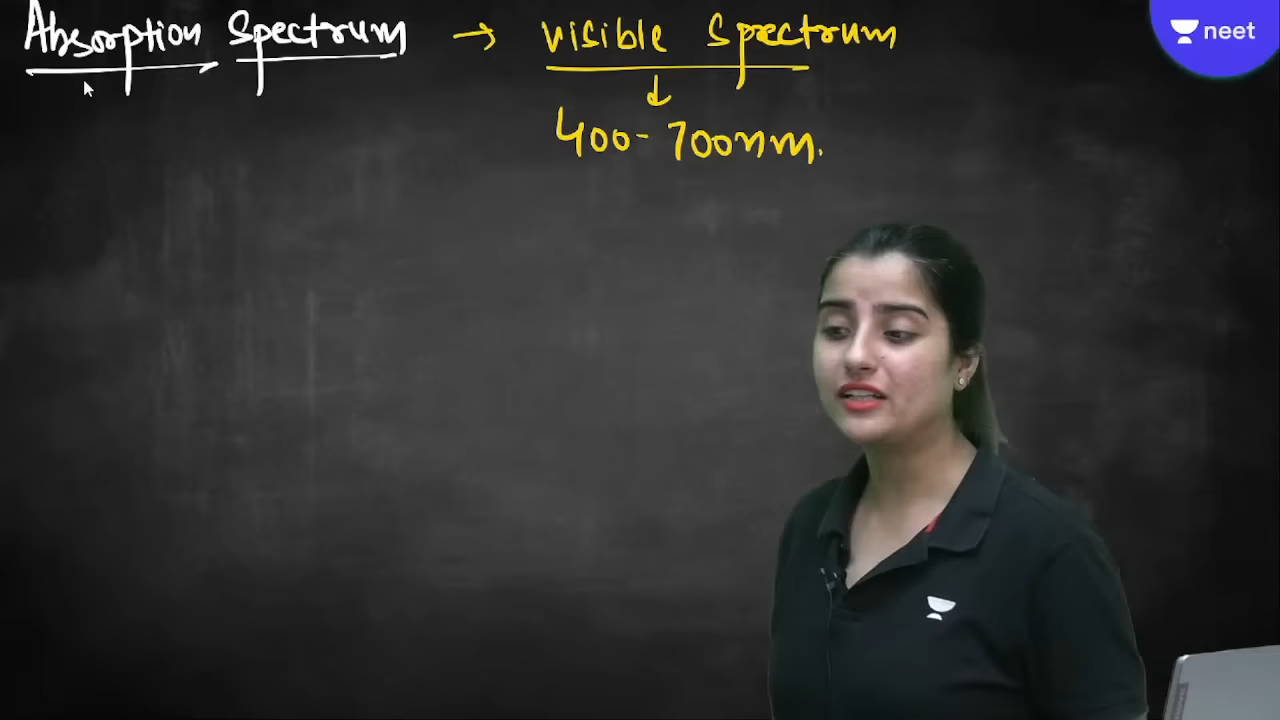 Absorption Spectrum → visible Spectrum
↓
400-700nm.
neet